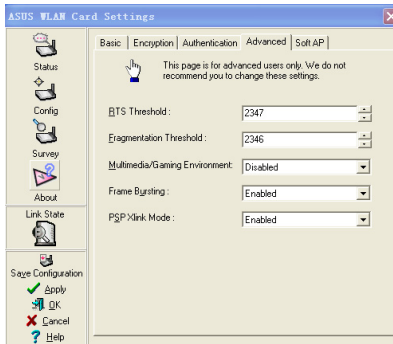 ASUS WLAN Card Settings
Status
Config
Survey
About
Link State
Save Configuration
Apply
OK
Cancel
Help
Basic Encryption Authentication Advanced Soft AP
This page is for advanced users only. We do not
recommend you to change these settings.
RTS Threshold : 2347
Fragmentation Threshold : 2346
Multimedia/Gaming Environment: Disabled
Frame Bursting : Enabled
PSP Xlink Mode : Enabled